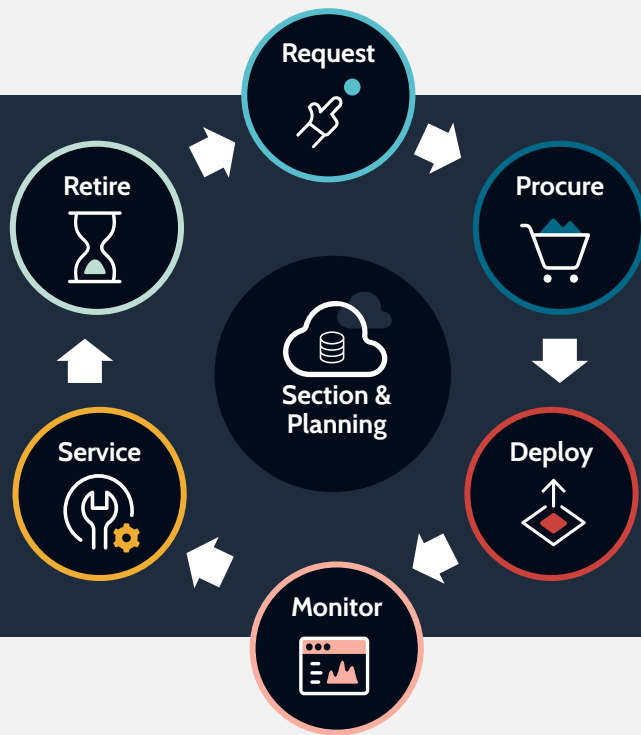 Request
Procure
Deploy
Monitor
Service
Retire
Section &
Planning